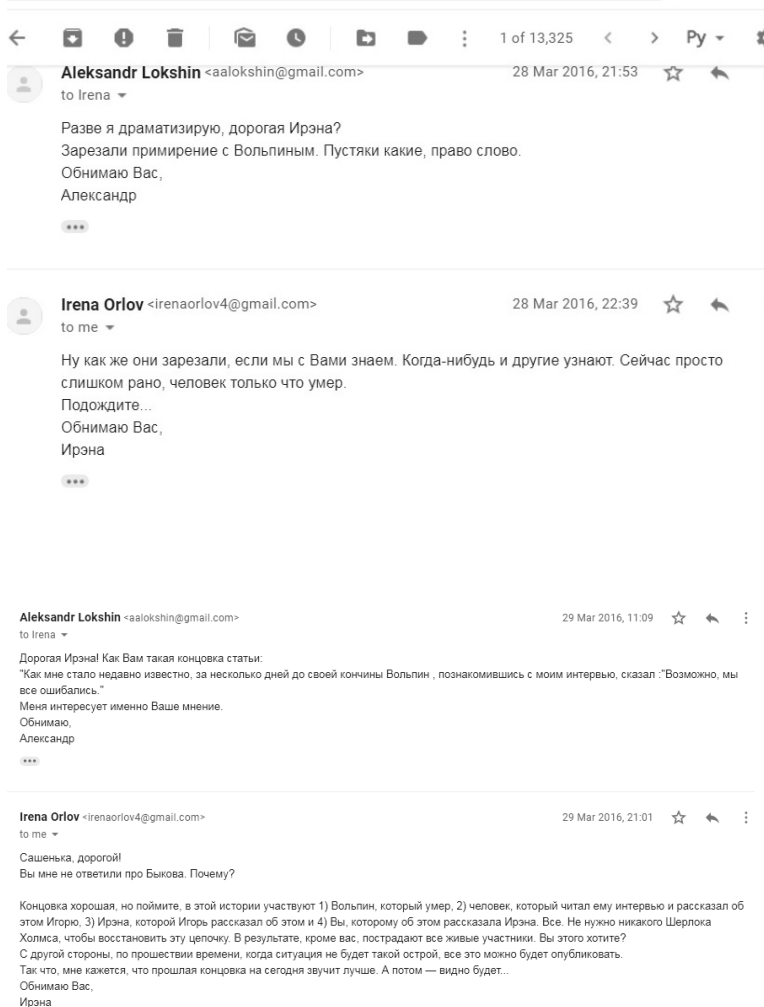 1 of 13,325
Ру
Aleksandr Lokshin <aalokshin@gmail.com> 28 Mar 2016, 21:53
to Irena
Разве я драматизирую, дорогая Ирэна?
Зарезали примирение с Вольпиным. Пустяки какие, право слово.
Обнимаю Вас,
Александр
Irena Orlov <irenaorlov4@gmail.com> 28 Mar 2016, 22:39
to me
Ну как же они зарезали, если мы с Вами знаем. Когда-нибудь и другие узнают. Сейчас просто
слишком рано, человек только что умер.
Подождите...
Обнимаю Вас,
Ирэна
Aleksandr Lokshin <aalokshin@gmail.com> 29 Mar 2016, 11:09
to Irena
Дорогая Ирэна! Как Вам такая концовка статьи:
"Как мне стало недавно известно, за несколько дней до своей кончины Вольпин , познакомившись с моим интервью, сказал :"Возможно, мы
все ошибались."
Меня интересует именно Ваше мнение.
Обнимаю,
Александр
Irena Orlov <irenaorlov4@gmail.com> 29 Mar 2016, 21:01
to me
Сашенька, дорогой!
Вы мне не ответили про Быкова. Почему?
Концовка хорошая, но поймите, в этой истории участвуют 1) Вольпин, который умер, 2) человек, который читал ему интервью и рассказал об
этом Игорю, 3) Ирэна, которой Игорь рассказал об этом и 4) Вы, которому об этом рассказала Ирэна. Все. Не нужно никакого Шерлока
Холмса, чтобы восстановить эту цепочку. В результате, кроме вас, пострадают все живые участники. Вы этого хотите?
С другой стороны, по прошествии времени, когда ситуация не будет такой острой, все это можно будет опубликовать.
Так что, мне кажется, что прошлая концовка на сегодня звучит лучше. А потом — видно будет...
Обнимаю Вас,
Ирэна